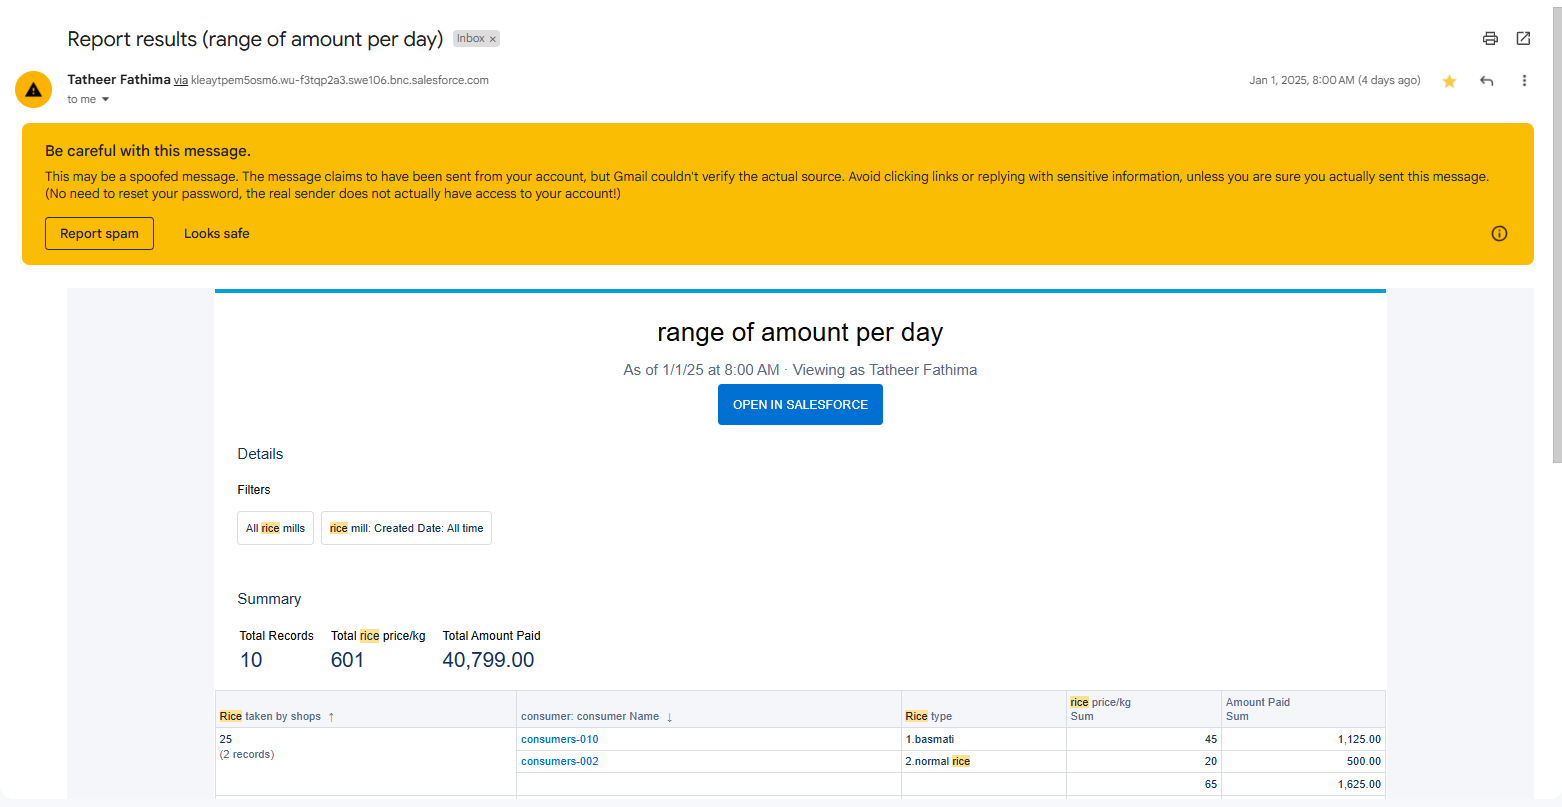 Report results (range of amount per day) Inbox ×
Tatheer Fathima via kleaytpem5osm6.wu-f3tqp2a3.swe106.bnc.salesforce.com
Jan 1, 2025, 8:00 AM (4 days ago)
to me
Be careful with this message.
This may be a spoofed message. The message claims to have been sent from your account, but Gmail couldn't verify the actual source. Avoid clicking links or replying with sensitive information, unless you are sure you actually sent this message.
(No need to reset your password, the real sender does not actually have access to your account!)
Report spam Looks safe
range of amount per day
As of 1/1/25 at 8:00 AM · Viewing as Tatheer Fathima
OPEN IN SALESFORCE
Details
Filters
All rice mills rice mill: Created Date: All time
Summary
Total Records Total rice price/kg Total Amount Paid
10 601 40,799.00
Rice taken by shops ↑ consumer: consumer Name ↓ Rice type rice price/kg Sum Amount Paid Sum
25 consumers-010 1.basmati 45 1,125.00
(2 records) consumers-002 2.normal rice 20 500.00
65 1,625.00